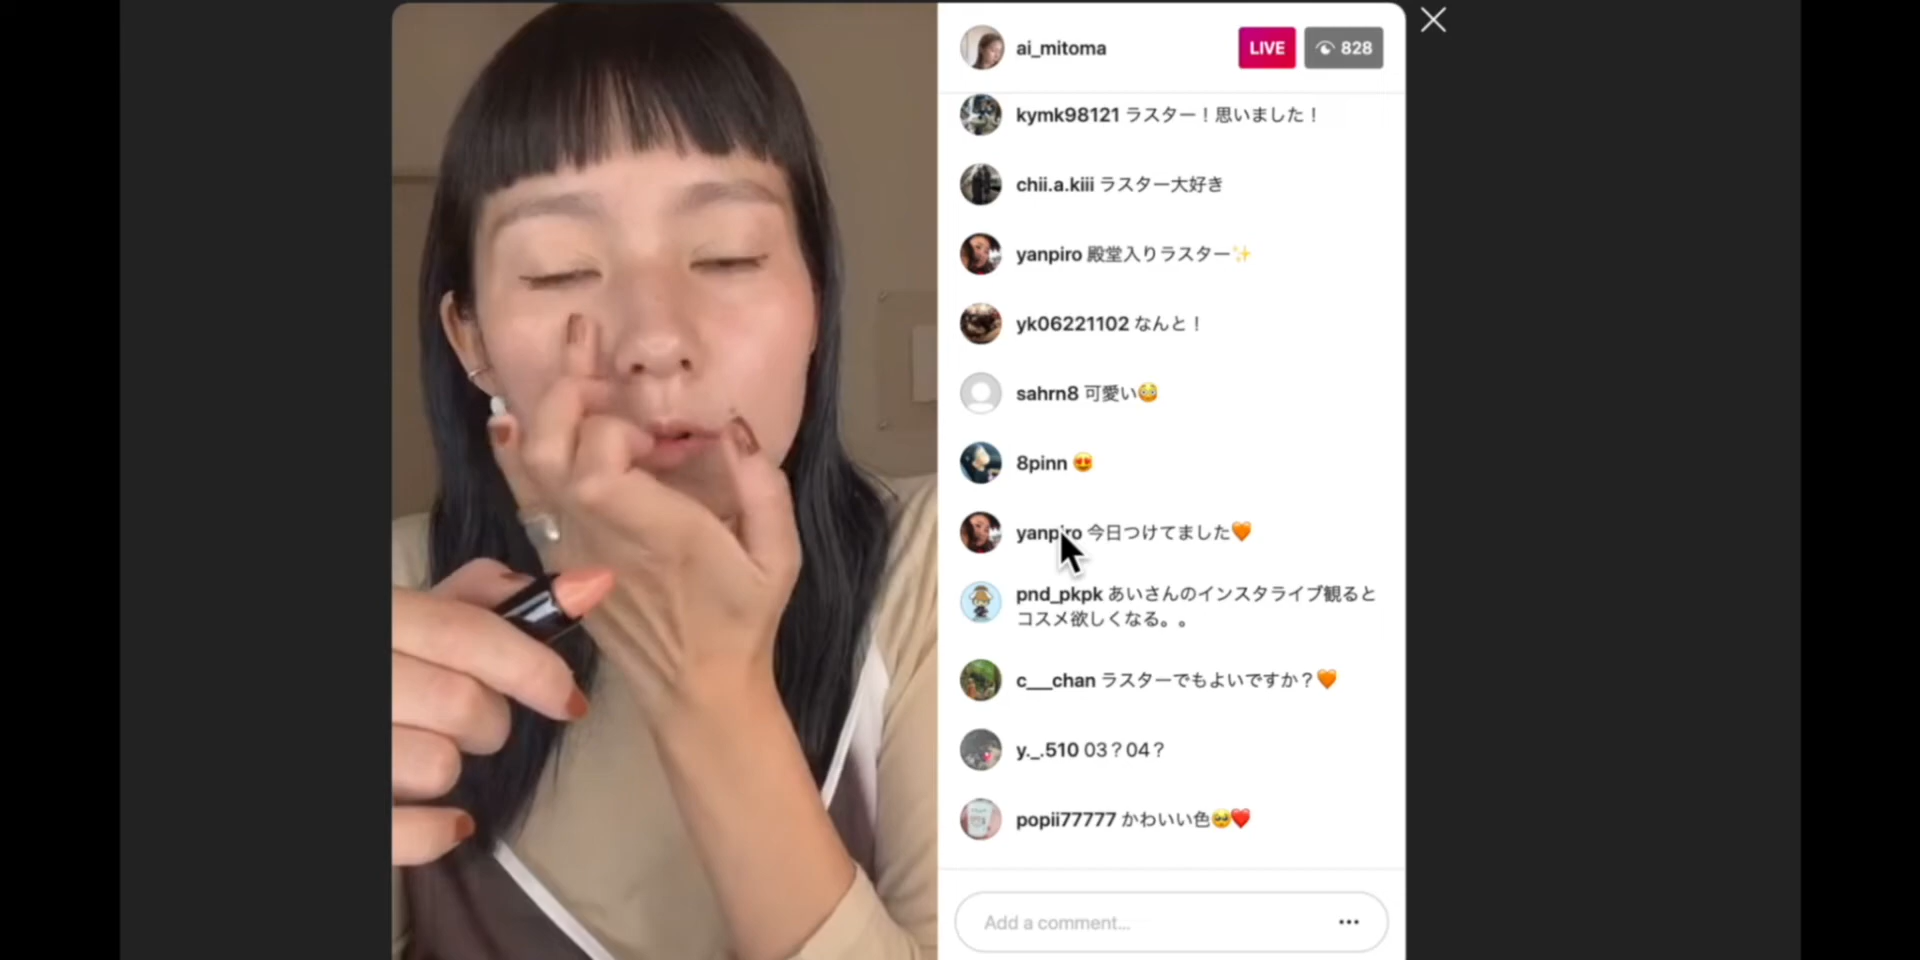 ai_mitoma LIVE 828
kymk98121 ラスター！思いました！
chii.a.kiii ラスター大好き
yanpiro 殿堂入りラスター✨
yk06221102 なんと！
sahrn8 可愛い😳
8pinn 😍
yanpiro 今日つけてました🧡
pnd_pkpk あいさんのインスタライブ観ると
コスメ欲しくなる。。
c___chan ラスターでもよいですか？🧡
y._.510 03？04？
popii77777 かわいい色🥺❤️
Add a comment...